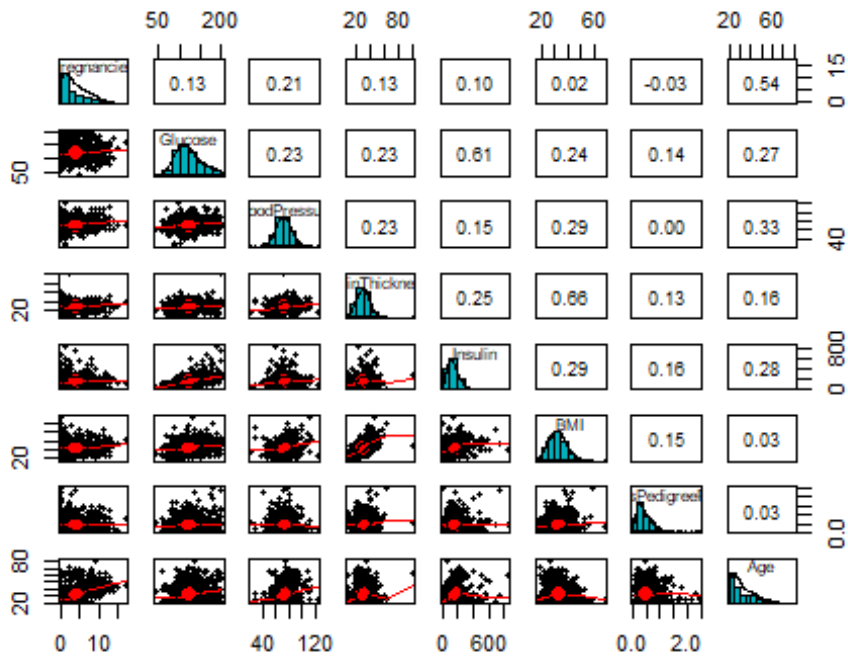 50 200 20 80 20 60 20 60
regnancie 0.13 0.21 0.13 0.10 0.02 -0.03 0.54 0 15
50 Glucose 0.23 0.23 0.61 0.24 0.14 0.27
oodPressu 0.23 0.15 0.29 0.00 0.33 40
20 inThickne 0.25 0.66 0.13 0.16
Insulin 0.29 0.16 0.28 0 800
20 BMI 0.15 0.03
sPedigree 0.03 0.0
20 80 Age
0 10 40 120 0 600 0.0 2.0